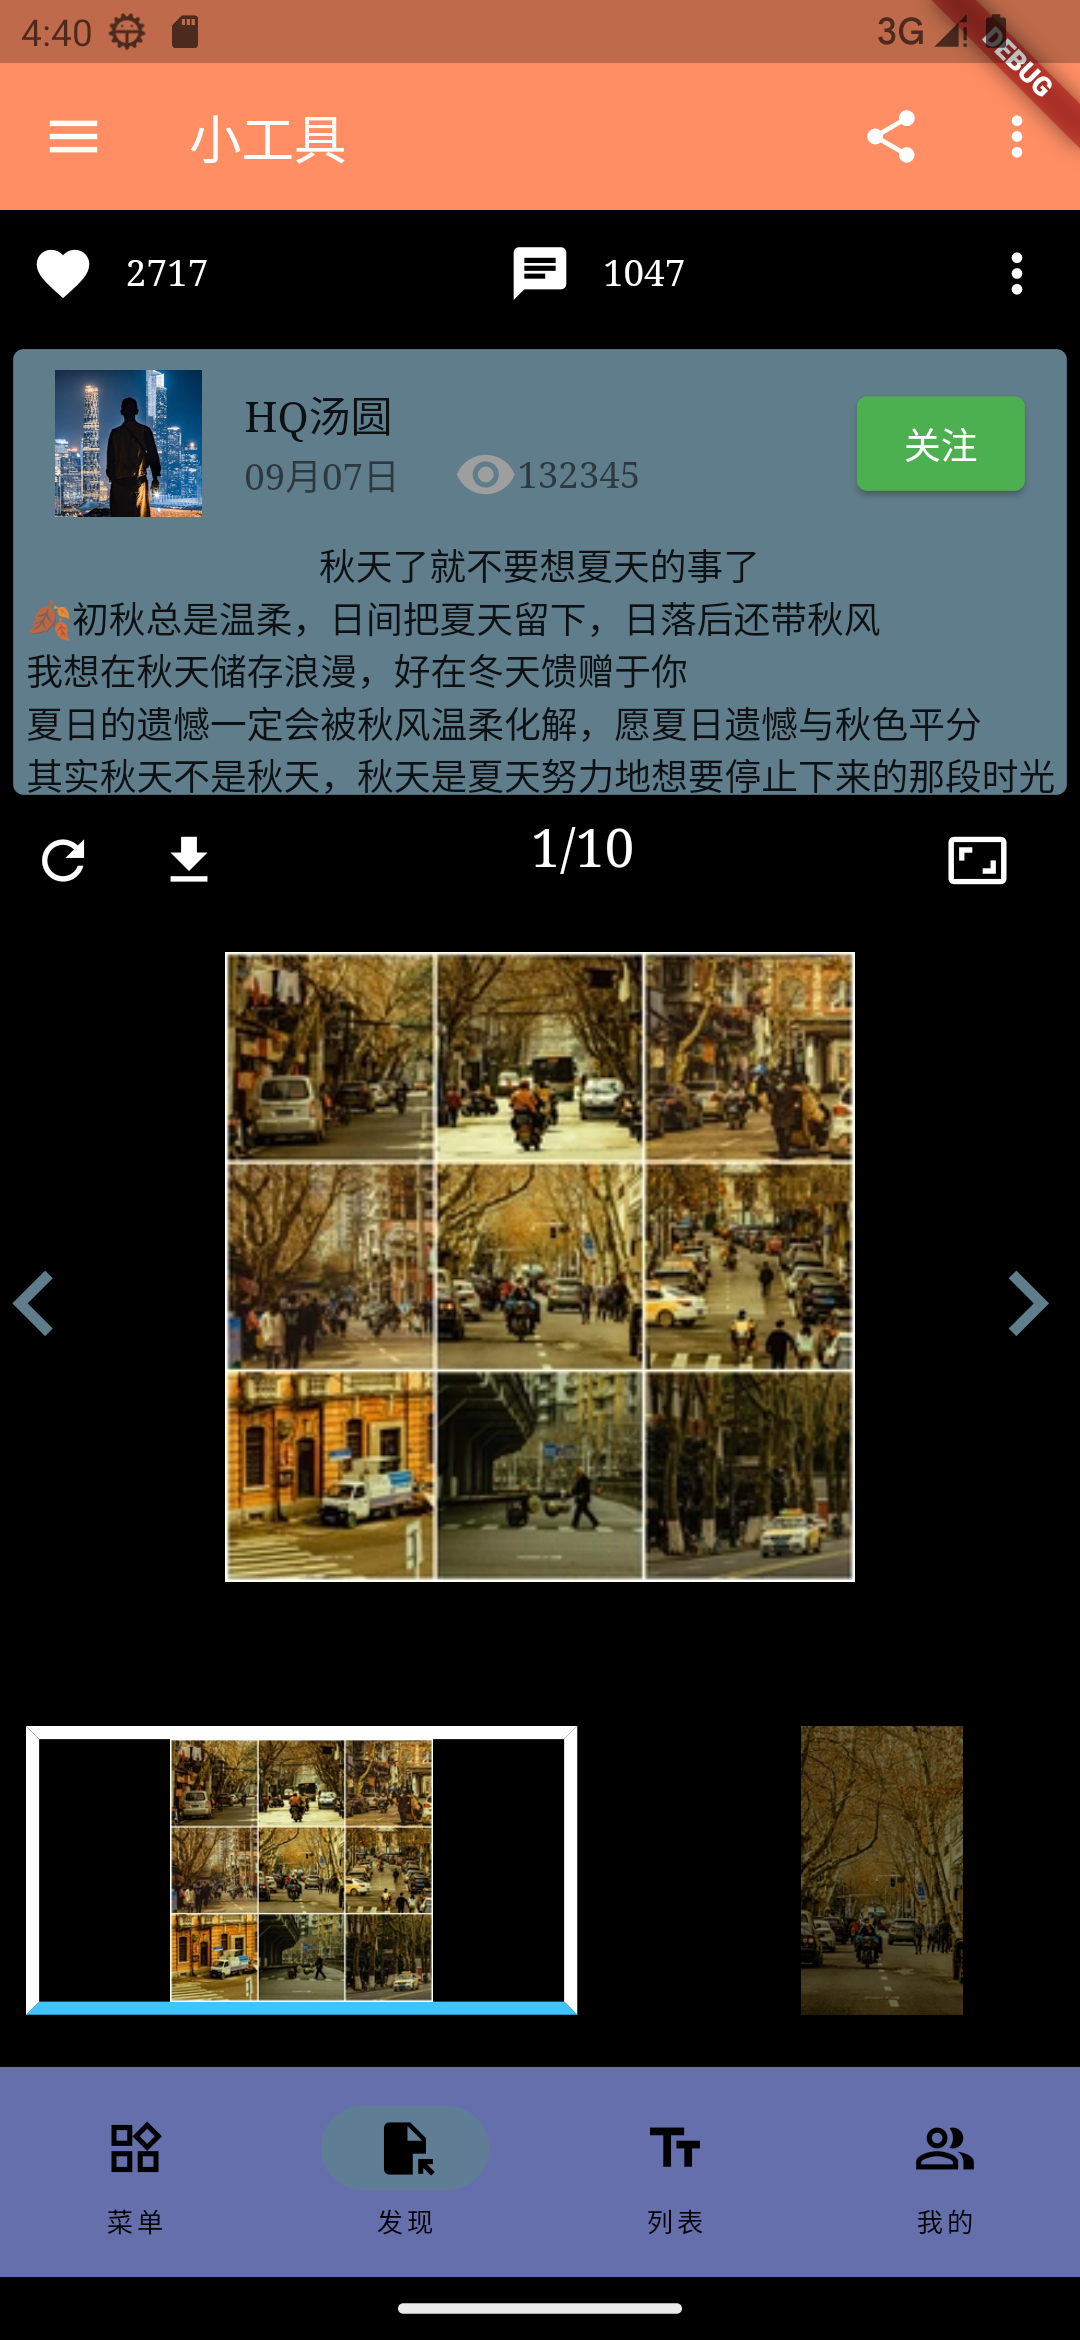 4:40
3G
DEBUG
小工具
2717
1047
HQ汤圆
09月07日
132345
关注
秋天了就不要想夏天的事了
🍂初秋总是温柔，日间把夏天留下，日落后还带秋风
我想在秋天储存浪漫，好在冬天馈赠于你
夏日的遗憾一定会被秋风温柔化解，愿夏日遗憾与秋色平分
其实秋天不是秋天，秋天是夏天努力地想要停止下来的那段时光
1/10
菜单
发现
列表
我的